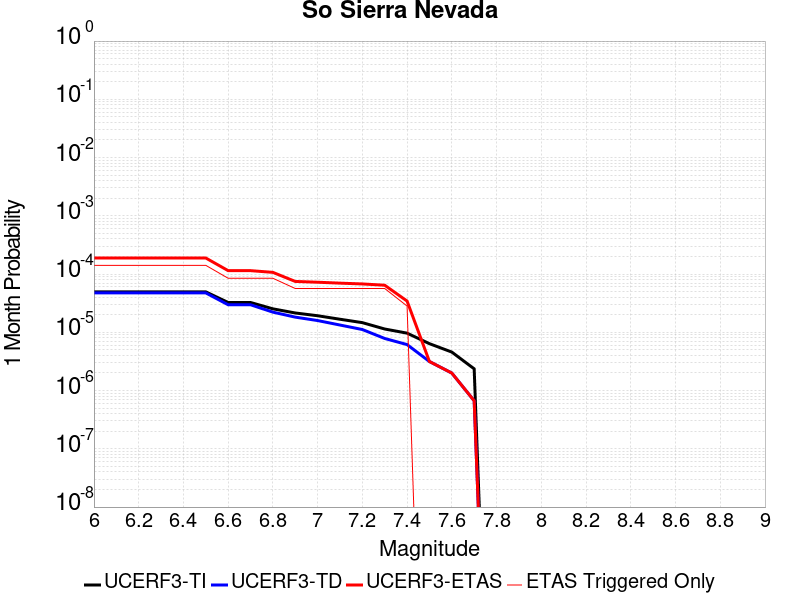 So Sierra Nevada
10^0
10^-1
10^-2
10^-3
10^-4
10^-5
10^-6
10^-7
10^-8
1 Month Probability
6 6.2 6.4 6.6 6.8 7 7.2 7.4 7.6 7.8 8 8.2 8.4 8.6 8.8 9
Magnitude
UCERF3-TI UCERF3-TD UCERF3-ETAS ETAS Triggered Only